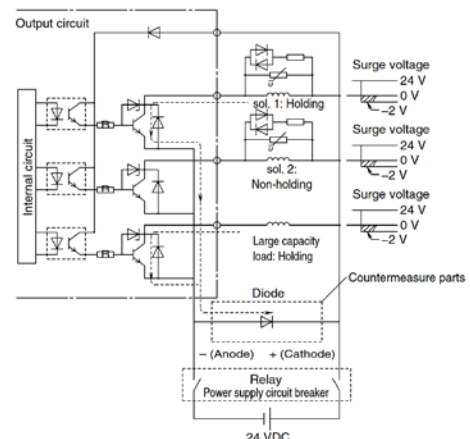 Output circuit
Internal circuit
Surge voltage
24 V
0 V
–2 V
sol. 1: Holding
Surge voltage
24 V
0 V
–2 V
sol. 2:
Non-holding
Surge voltage
24 V
0 V
–2 V
Large capacity
load: Holding
Countermeasure parts
Diode
– (Anode) + (Cathode)
Relay
Power supply circuit breaker
24 VDC